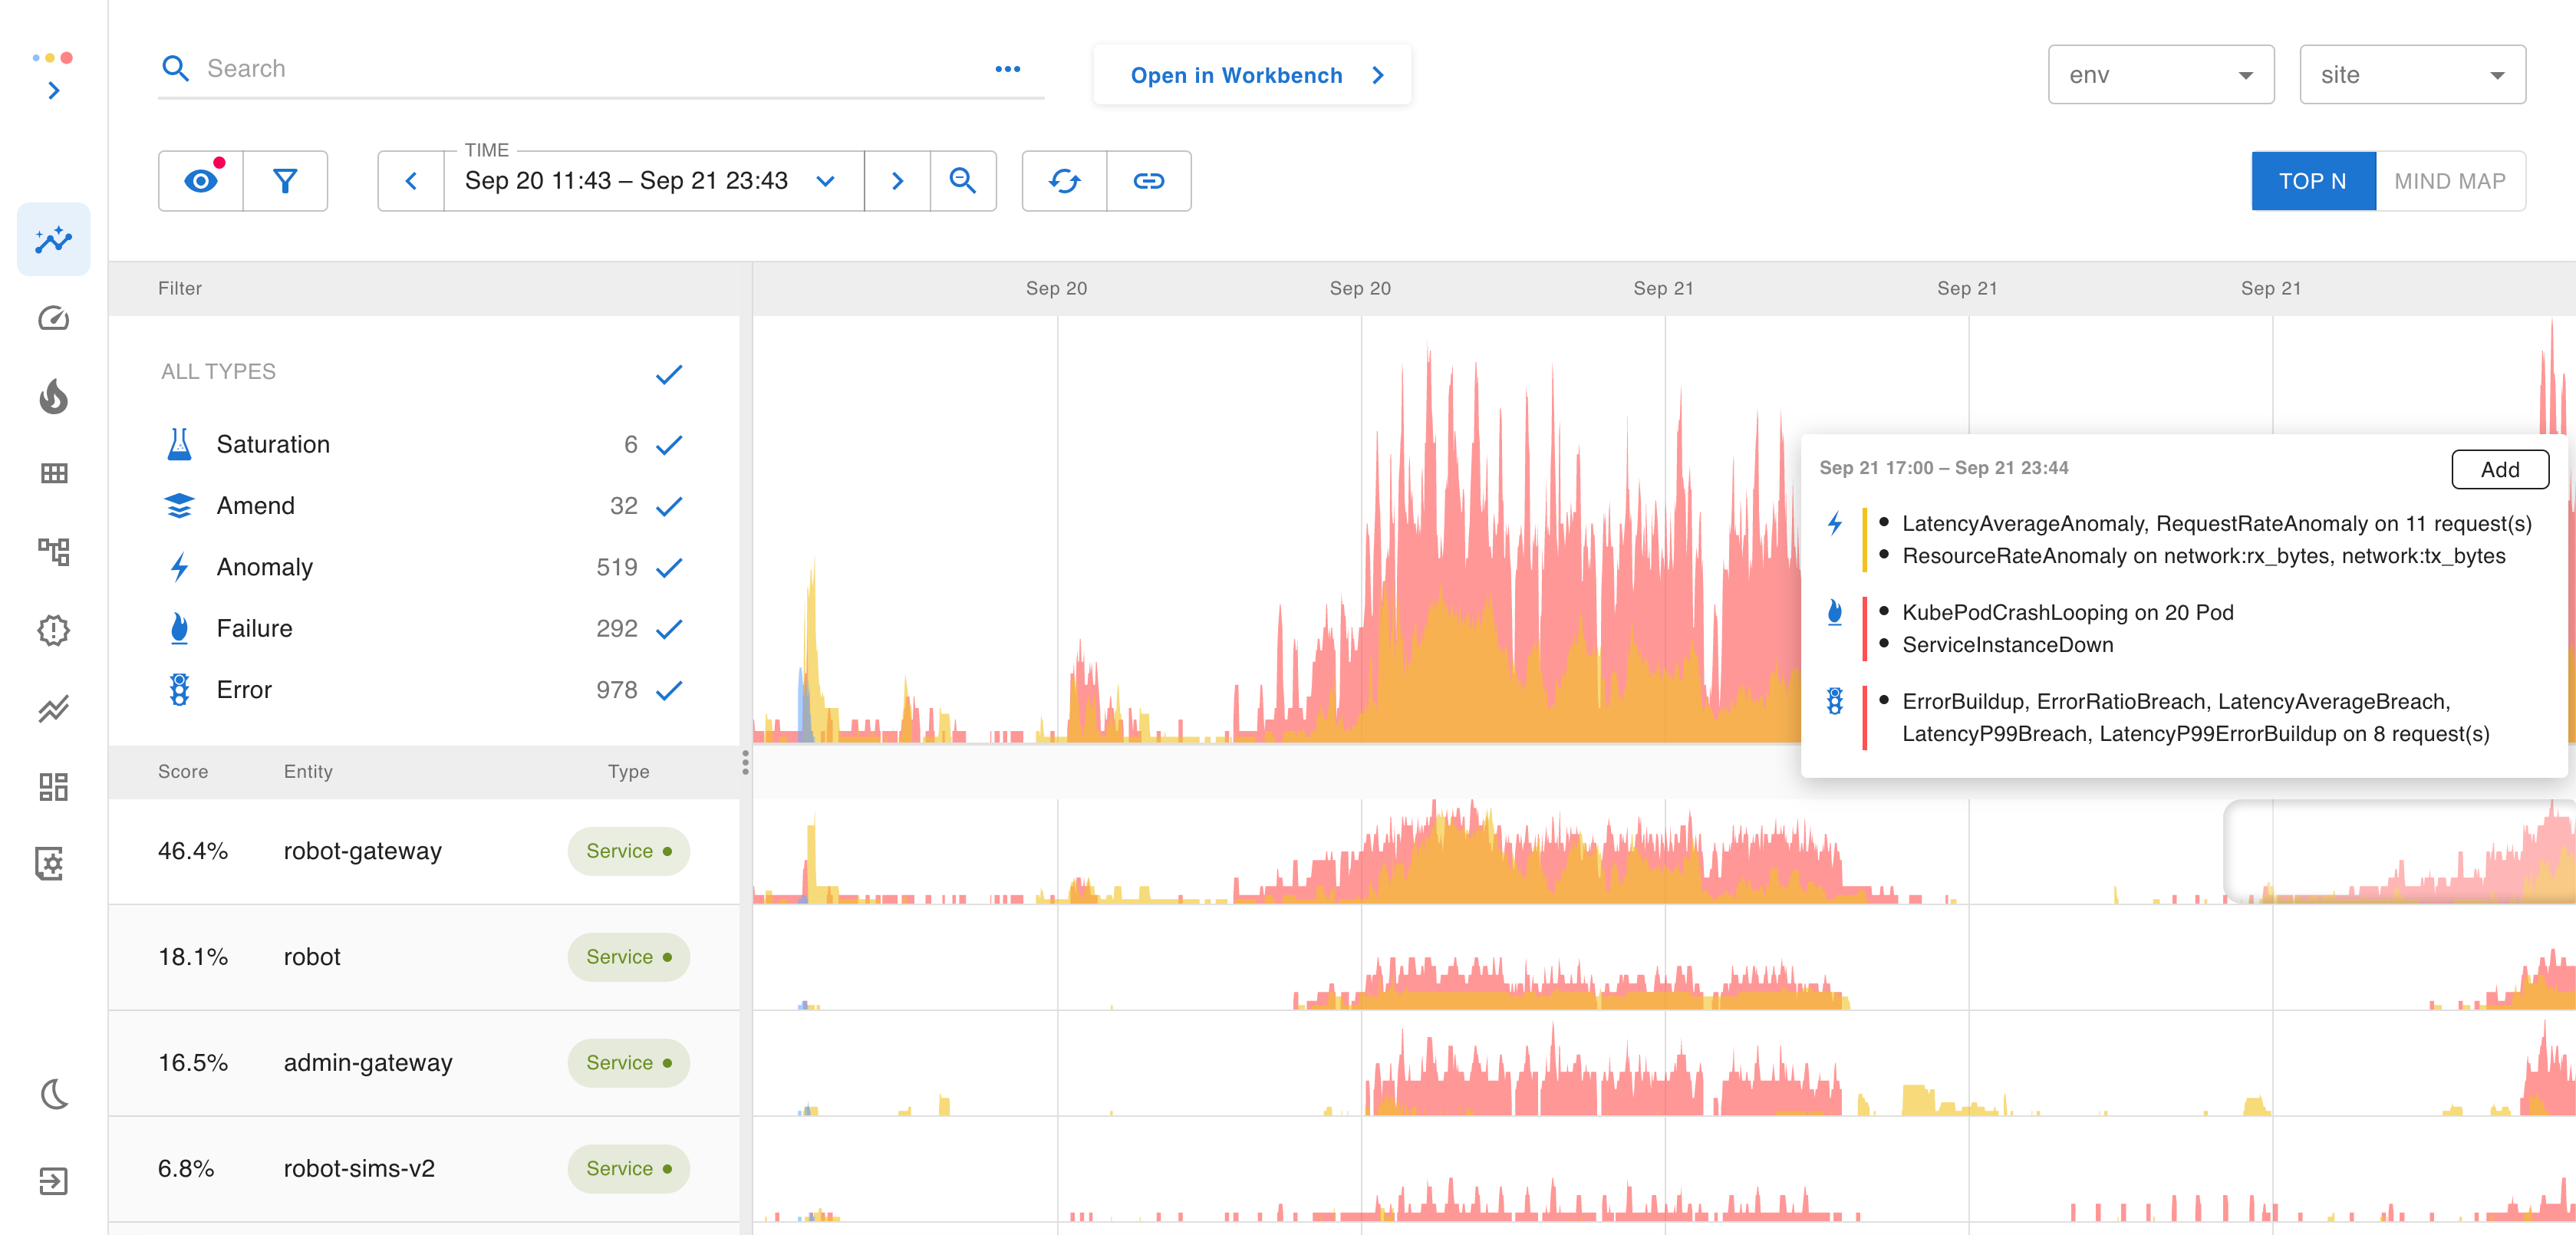 Search
Open in Workbench
env
site
TIME
Sep 20 11:43 – Sep 21 23:43
TOP N
MIND MAP
Filter
Sep 20
Sep 20
Sep 21
Sep 21
Sep 21
ALL TYPES
Saturation 6
Amend 32
Anomaly 519
Failure 292
Error 978
Sep 21 17:00 – Sep 21 23:44
Add
• LatencyAverageAnomaly, RequestRateAnomaly on 11 request(s)
• ResourceRateAnomaly on network:rx_bytes, network:tx_bytes
• KubePodCrashLooping on 20 Pod
• ServiceInstanceDown
• ErrorBuildup, ErrorRatioBreach, LatencyAverageBreach,
LatencyP99Breach, LatencyP99ErrorBuildup on 8 request(s)
Score Entity Type
46.4% robot-gateway Service
18.1% robot Service
16.5% admin-gateway Service
6.8% robot-sims-v2 Service